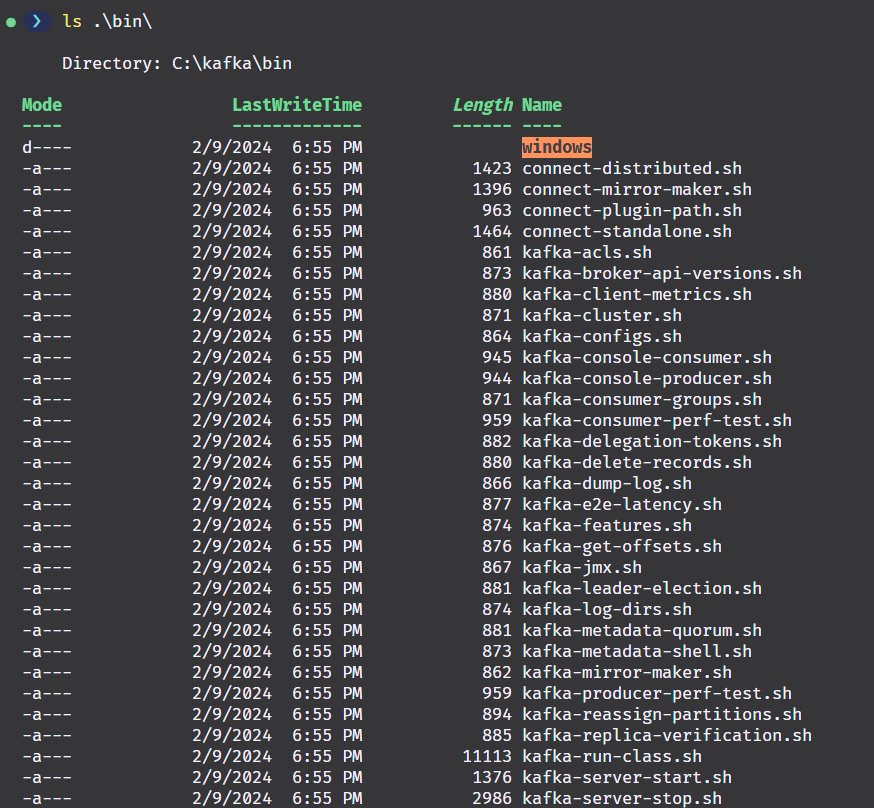 ❯ ls .\bin\
Directory: C:\kafka\bin
Mode LastWriteTime Length Name
---- ------------- ------ ----
d---- 2/9/2024 6:55 PM windows
-a--- 2/9/2024 6:55 PM 1423 connect-distributed.sh
-a--- 2/9/2024 6:55 PM 1396 connect-mirror-maker.sh
-a--- 2/9/2024 6:55 PM 963 connect-plugin-path.sh
-a--- 2/9/2024 6:55 PM 1464 connect-standalone.sh
-a--- 2/9/2024 6:55 PM 861 kafka-acls.sh
-a--- 2/9/2024 6:55 PM 873 kafka-broker-api-versions.sh
-a--- 2/9/2024 6:55 PM 880 kafka-client-metrics.sh
-a--- 2/9/2024 6:55 PM 871 kafka-cluster.sh
-a--- 2/9/2024 6:55 PM 864 kafka-configs.sh
-a--- 2/9/2024 6:55 PM 945 kafka-console-consumer.sh
-a--- 2/9/2024 6:55 PM 944 kafka-console-producer.sh
-a--- 2/9/2024 6:55 PM 871 kafka-consumer-groups.sh
-a--- 2/9/2024 6:55 PM 959 kafka-consumer-perf-test.sh
-a--- 2/9/2024 6:55 PM 882 kafka-delegation-tokens.sh
-a--- 2/9/2024 6:55 PM 880 kafka-delete-records.sh
-a--- 2/9/2024 6:55 PM 866 kafka-dump-log.sh
-a--- 2/9/2024 6:55 PM 877 kafka-e2e-latency.sh
-a--- 2/9/2024 6:55 PM 874 kafka-features.sh
-a--- 2/9/2024 6:55 PM 876 kafka-get-offsets.sh
-a--- 2/9/2024 6:55 PM 867 kafka-jmx.sh
-a--- 2/9/2024 6:55 PM 881 kafka-leader-election.sh
-a--- 2/9/2024 6:55 PM 874 kafka-log-dirs.sh
-a--- 2/9/2024 6:55 PM 881 kafka-metadata-quorum.sh
-a--- 2/9/2024 6:55 PM 873 kafka-metadata-shell.sh
-a--- 2/9/2024 6:55 PM 862 kafka-mirror-maker.sh
-a--- 2/9/2024 6:55 PM 959 kafka-producer-perf-test.sh
-a--- 2/9/2024 6:55 PM 894 kafka-reassign-partitions.sh
-a--- 2/9/2024 6:55 PM 885 kafka-replica-verification.sh
-a--- 2/9/2024 6:55 PM 11113 kafka-run-class.sh
-a--- 2/9/2024 6:55 PM 1376 kafka-server-start.sh
-a--- 2/9/2024 6:55 PM 2986 kafka-server-stop.sh